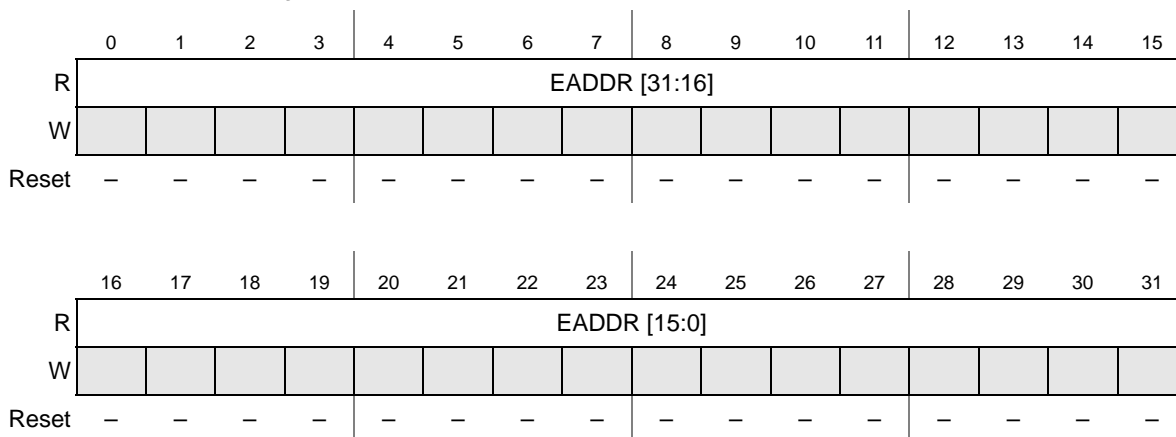 0 1 2 3 4 5 6 7 8 9 10 11 12 13 14 15
R EADDR [31:16]
W
Reset – – – – – – – – – – – – – – – –
16 17 18 19 20 21 22 23 24 25 26 27 28 29 30 31
R EADDR [15:0]
W
Reset – – – – – – – – – – – – – – – –